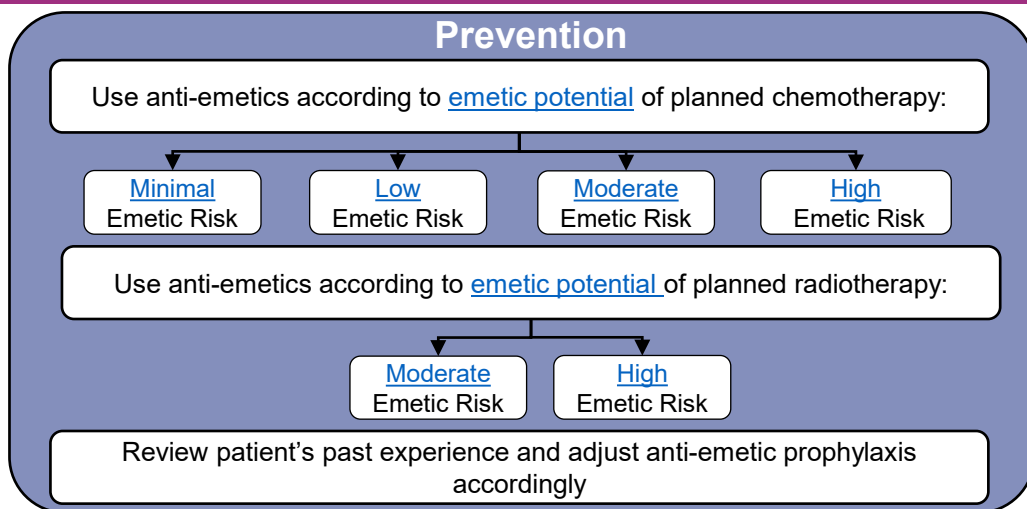 Prevention
Use anti-emetics according to emetic potential of planned chemotherapy:
Minimal
Emetic Risk
Low
Emetic Risk
Moderate
Emetic Risk
High
Emetic Risk
Use anti-emetics according to emetic potential of planned radiotherapy:
Moderate
Emetic Risk
High
Emetic Risk
Review patient's past experience and adjust anti-emetic prophylaxis
accordingly